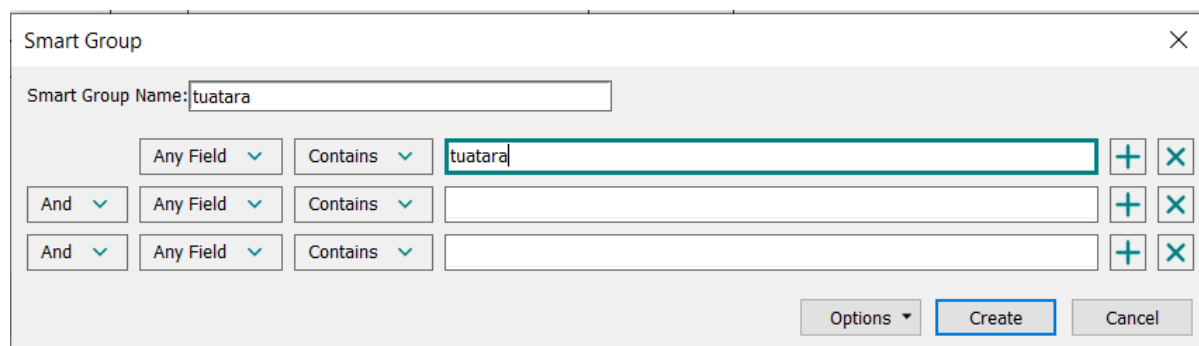 Smart Group
Smart Group Name: tuatara
Any Field Contains tuatara
And Any Field Contains
And Any Field Contains
Options Create Cancel